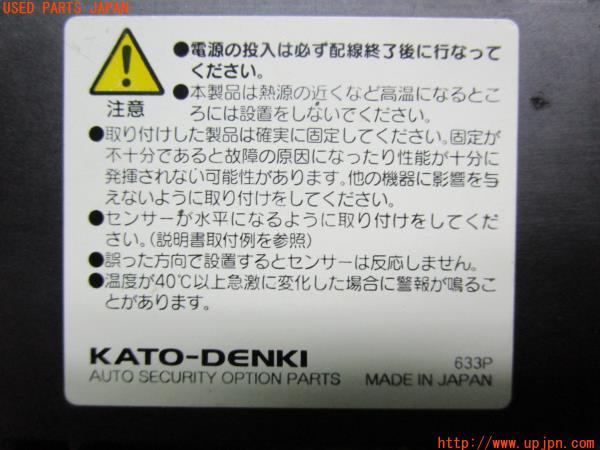 USED PARTS JAPAN
注意
●電源の投入は必ず配線終了後に行なって
ください。
●本製品は熱源の近くなど高温になるとこ
ろには設置をしないでください。
●取り付けした製品は確実に固定してください。固定が
不十分であると故障の原因になったり性能が十分に
発揮されない可能性があります。他の機器に影響を与
えないように取り付けをしてください。
●センサーが水平になるように取り付けをしてくだ
さい。(説明書取付例を参照)
●誤った方向で設置するとセンサーは反応しません。
●温度が40℃以上急激に変化した場合に警報が鳴るこ
とがあります。
KATO-DENKI
633P
AUTO SECURITY OPTION PARTS MADE IN JAPAN
http://www.upjpn.com/